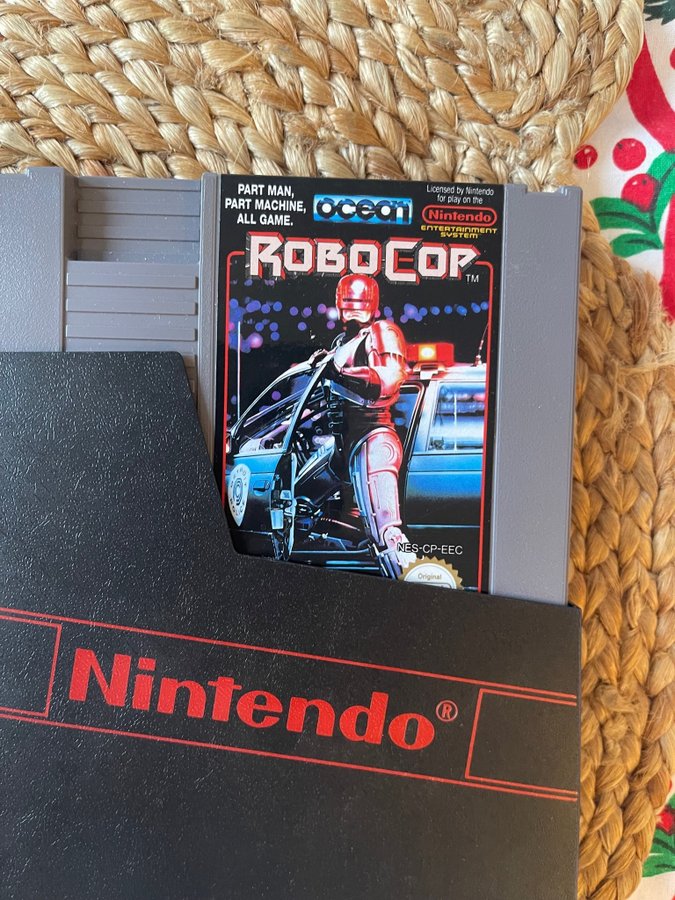 PART MAN,
PART MACHINE,
ALL GAME.
ocean
Licensed by Nintendo
for play on the
Nintendo
ENTERTAINMENT
SYSTEM
ROBOCOP
TM
NES-CP-EEC
Original
Nintendo®